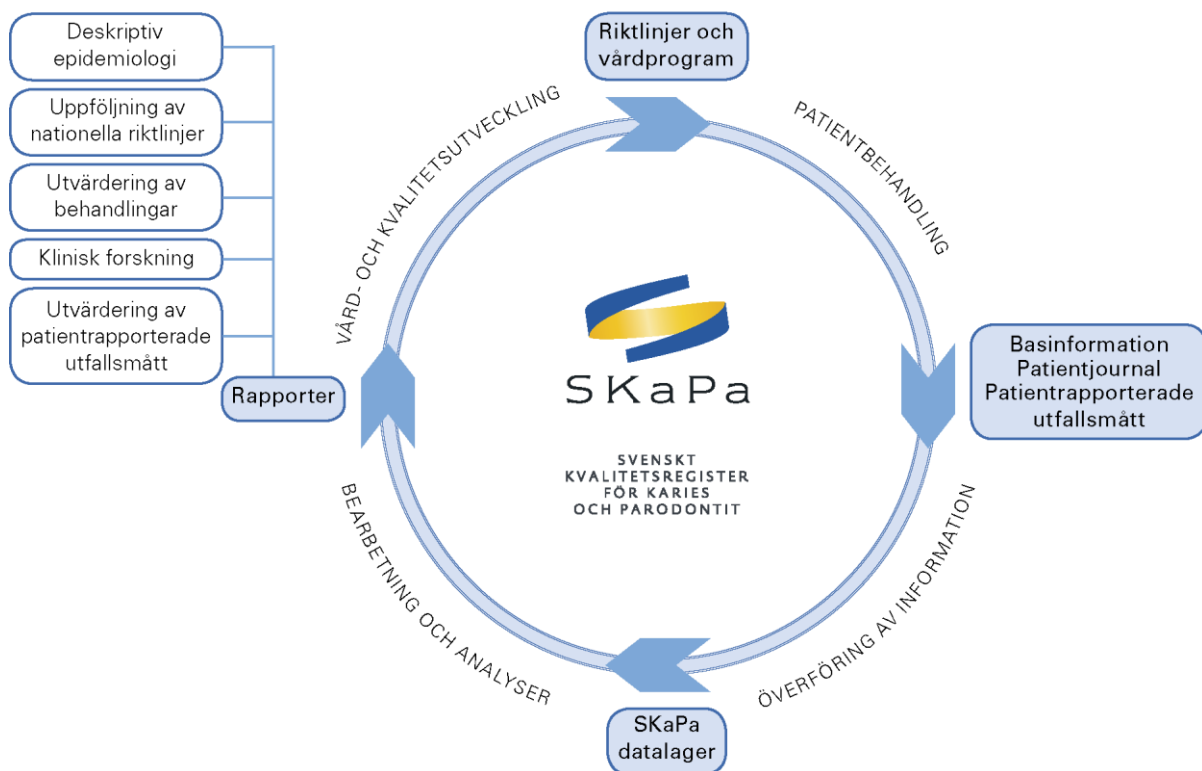 Deskriptiv
epidemiologi
Uppföljning av
nationella riktlinjer
Utvärdering av
behandlingar
Klinisk forskning
Utvärdering av
patientrapporterade
utfallsmått
Rapporter
Riktlinjer och
vårdprogram
VÅRD- OCH KVALITETSUTVECKLING
PATIENTBEHANDLING
SKaPa
SVENSKT
KVALITETSREGISTER
FÖR KARIES
OCH PARODONTIT
Basinformation
Patientjournal
Patientrapporterade
utfallsmått
BEARBETNING OCH ANALYSER
ÖVERFÖRING AV INFORMATION
SKaPa
datalager